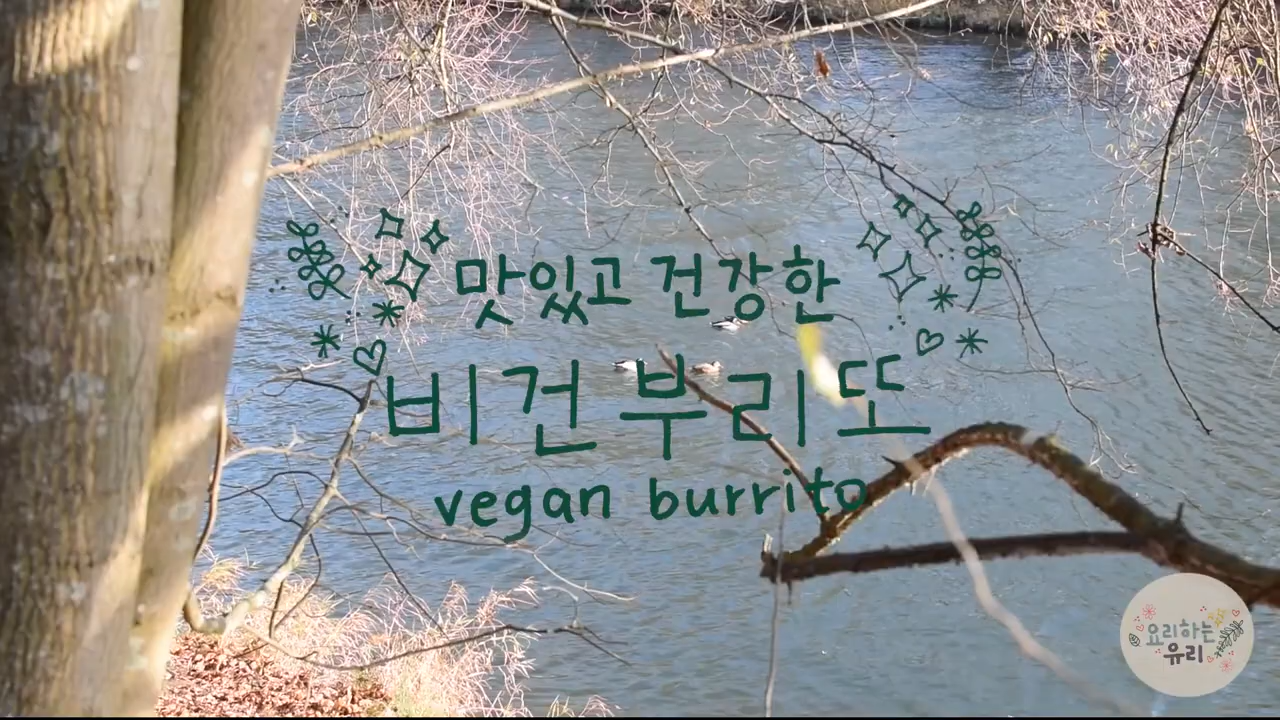 맛있고 건강한
비건 부리또
vegan burrito
요리하는
유리